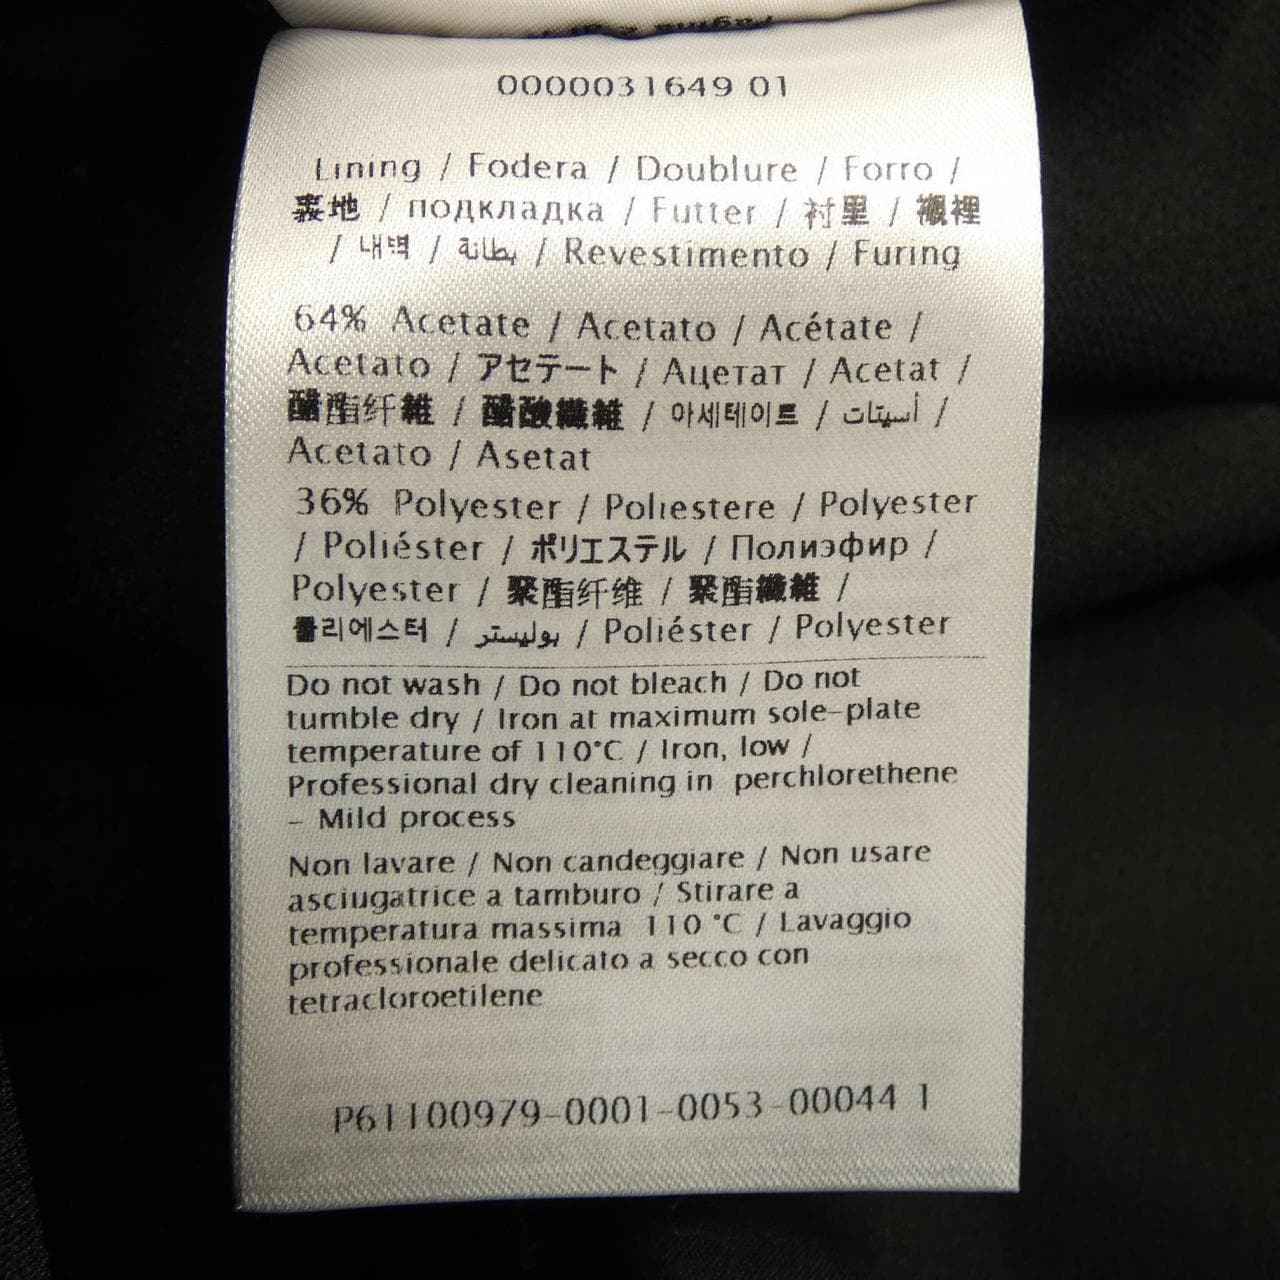 0000031649 01
Lining / Fodera / Doublure / Forro /
裏地 / подкладка / Futter / 衬里 / 襯裡
/ 내벽 / بطانة / Revestimento / Furing
64% Acetate / Acetato / Acétate /
Acetato / アセテート / Ацетат / Acetat /
醋酯纤維 / 醋酸纖維 / 아세테이트 / أسيتات /
Acetato / Asetat
36% Polyester / Poliestere / Polyester
/ Poliéster / ポリエステル / Полиэфир /
Polyester / 聚酯纤维 / 聚酯纖維 /
폴리에스터 / بوليستر / Poliéster / Polyester
Do not wash / Do not bleach / Do not
tumble dry / Iron at maximum sole-plate
temperature of 110°C / Iron, low /
Professional dry cleaning in perchlorethene
- Mild process
Non lavare / Non candeggiare / Non usare
asciugatrice a tamburo / Stirare a
temperatura massima 110 °C / Lavaggio
professionale delicato a secco con
tetracloroetilene
P61100979-0001-0053-00044 1